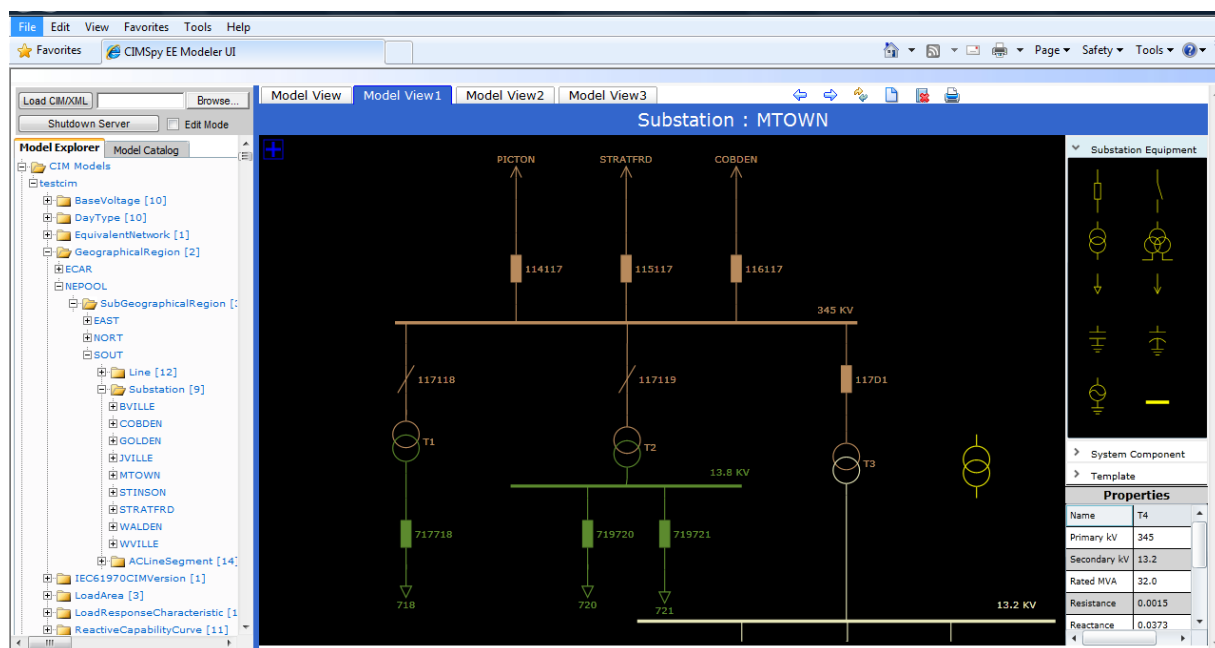 File Edit View Favorites Tools Help
Favorites CIMSpy EE Modeler UI Page Safety Tools
Load CIM/XML Browse...
Shutdown Server Edit Mode
Model Explorer Model Catalog
CIM Models
testcim
BaseVoltage [10]
DayType [10]
EquivalentNetwork [1]
GeographicalRegion [2]
ECAR
NEPOOL
SubGeographicalRegion [
EAST
NORT
SOUT
Line [12]
Substation [9]
BVILLE
COBDEN
GOLDEN
JVILLE
MTOWN
STINSON
STRATFRD
WALDEN
WVILLE
ACLineSegment [14]
IEC61970CIMVersion [1]
LoadArea [3]
LoadResponseCharacteristic [1
ReactiveCapabilityCurve [11]
Model View Model View1 Model View2 Model View3
Substation : MTOWN
PICTON STRATFRD COBDEN
114117 115117 116117
345 KV
117118 117119 117D1
T1 T2 T3
13.8 KV
717718 719720 719721
718 720 721
13.2 KV
Substation Equipment
System Component
Template
Properties
Name T4
Primary kV 345
Secondary kV 13.2
Rated MVA 32.0
Resistance 0.0015
Reactance 0.0373